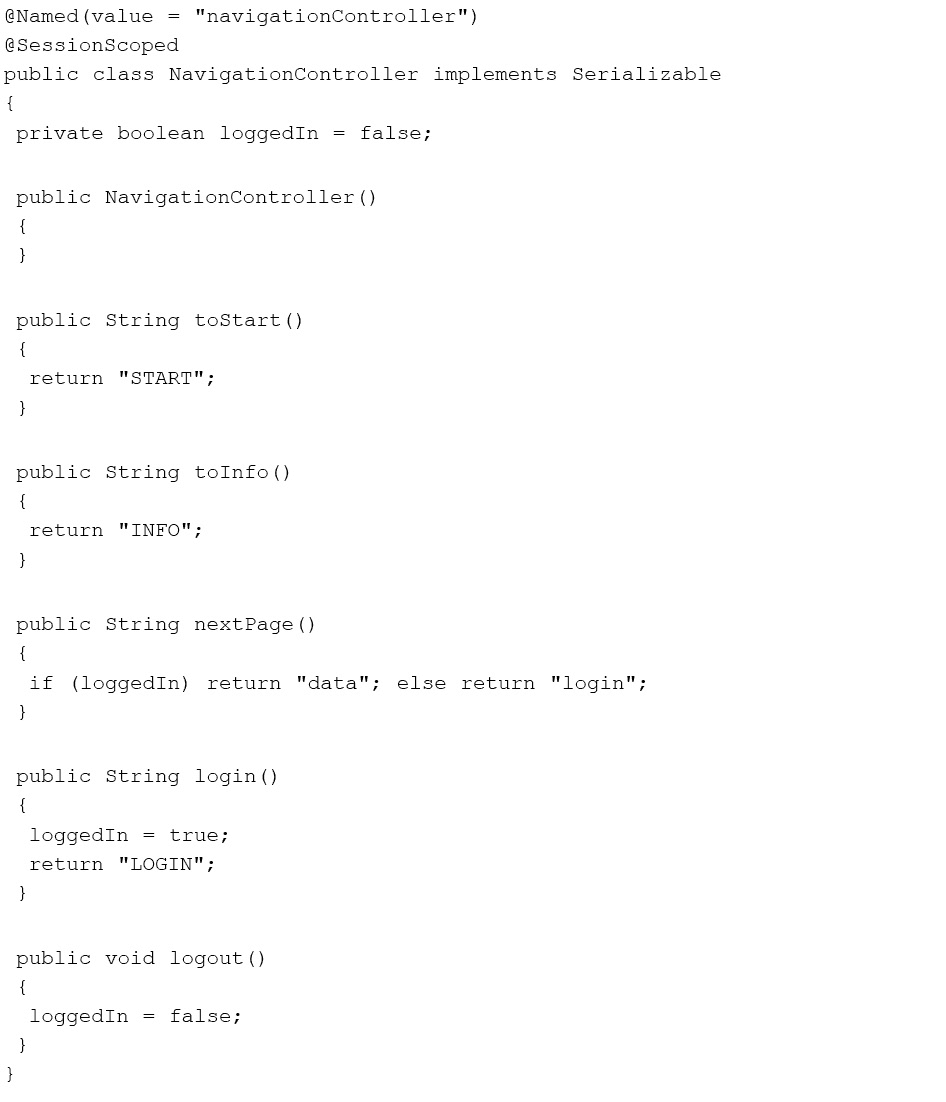 @Named(value = "navigationController")
@SessionScoped
public class NavigationController implements Serializable
{
 private boolean loggedIn = false;

 public NavigationController()
 {
 }

 public String toStart()
 {
  return "START";
 }

 public String toInfo()
 {
  return "INFO";
 }

 public String nextPage()
 {
  if (loggedIn) return "data"; else return "login";
 }

 public String login()
 {
  loggedIn = true;
  return "LOGIN";
 }

 public void logout()
 {
  loggedIn = false;
 }
}